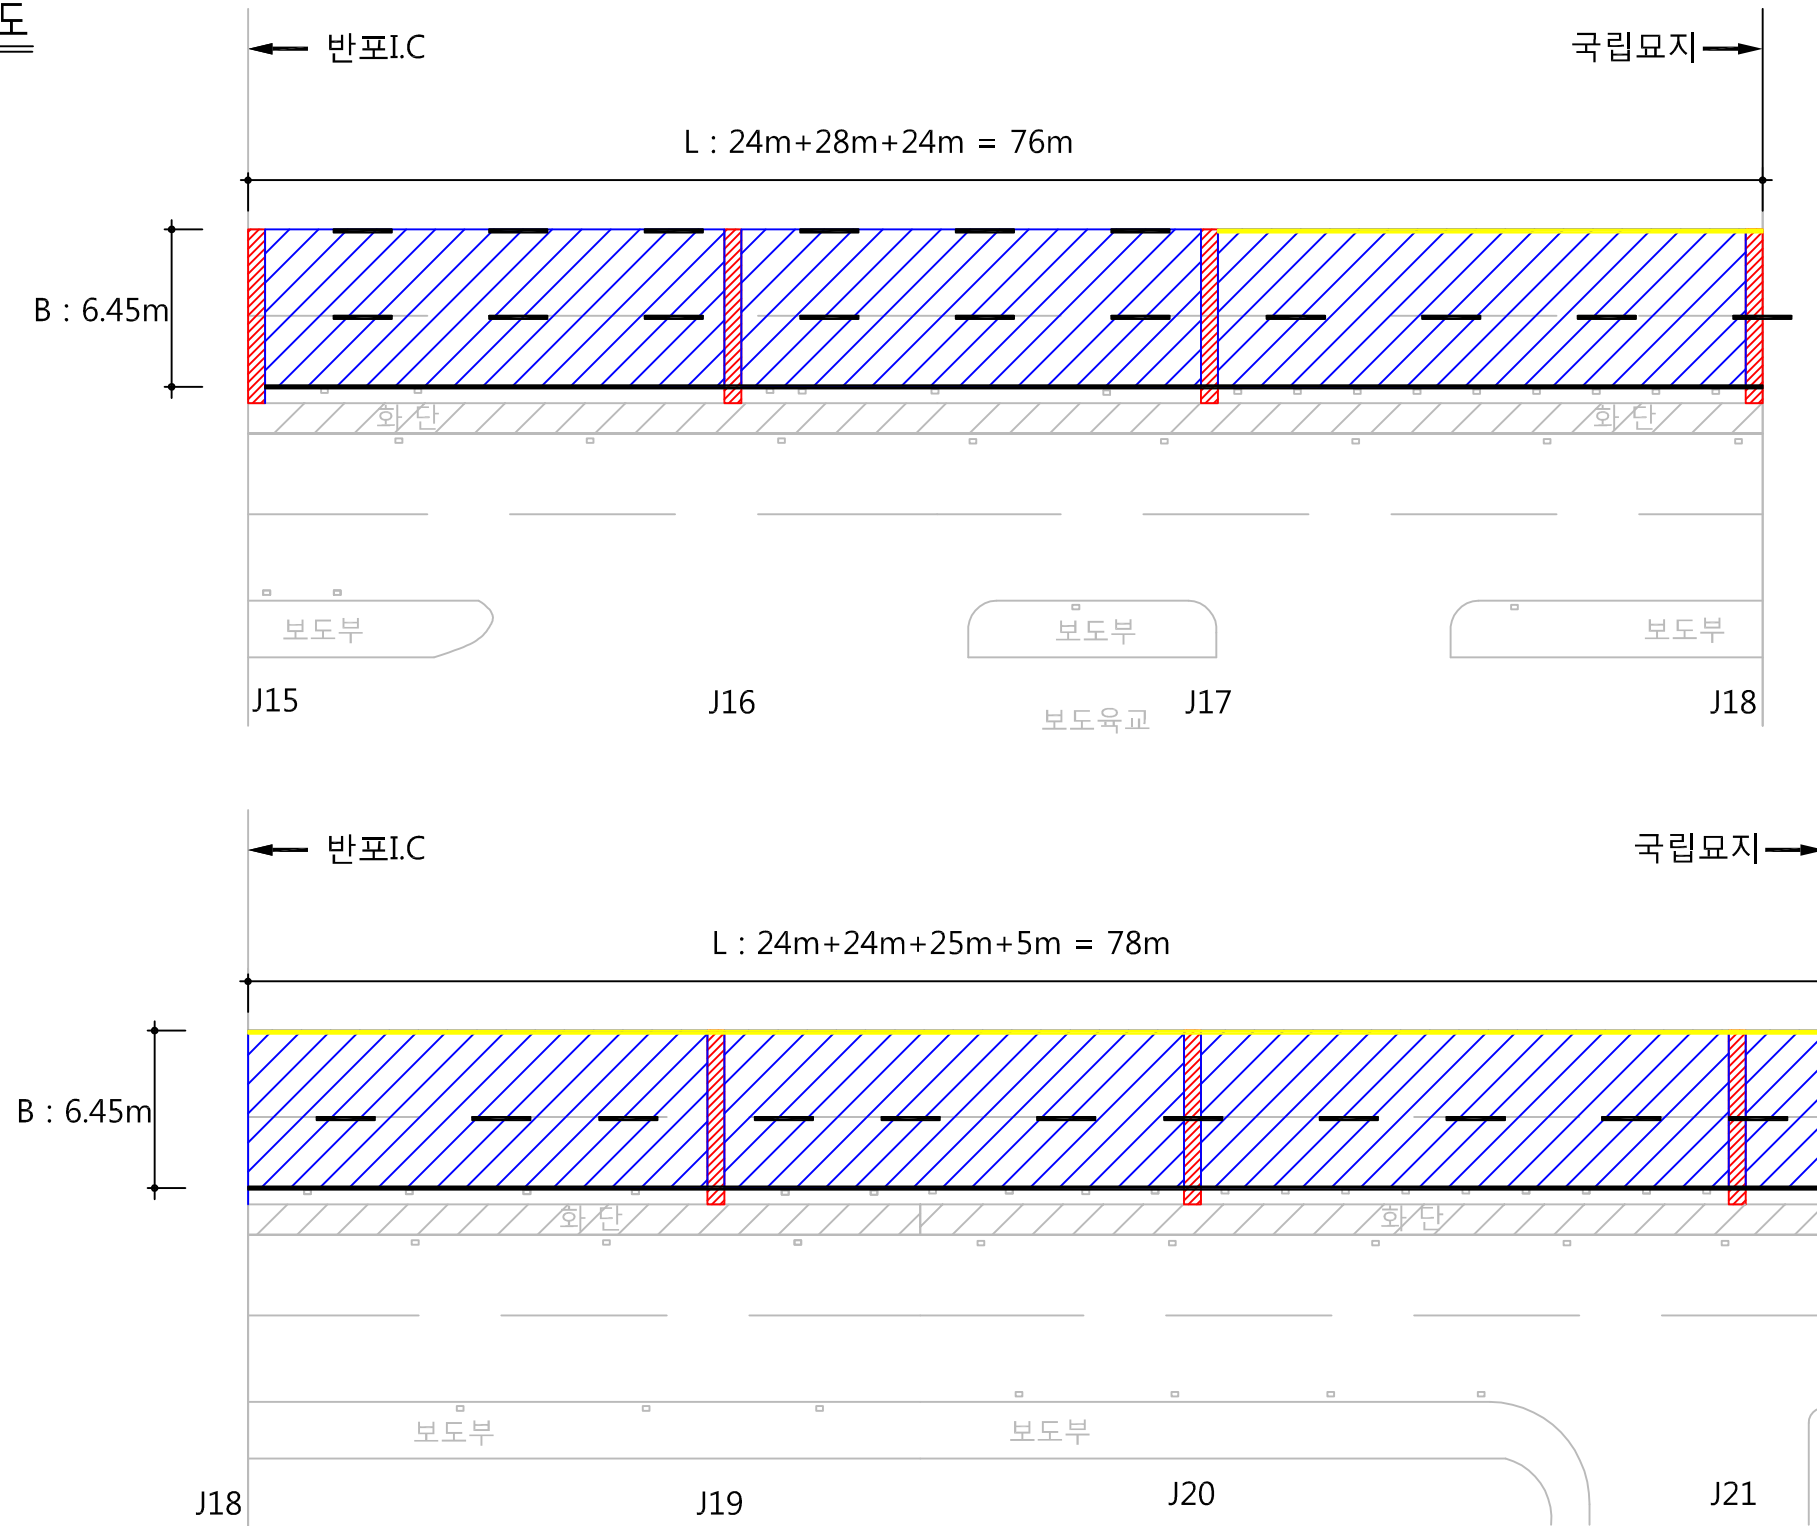 도
반포I.C
국립묘지
L : 24m+28m+24m = 76m
B : 6.45m
화 단
화 단
보도부
보도부
보도부
J15
J16
J17
J18
보도육교
반포I.C
국립묘지
L : 24m+24m+25m+5m = 78m
B : 6.45m
화 단
화 단
보도부
보도부
J18
J19
J20
J21